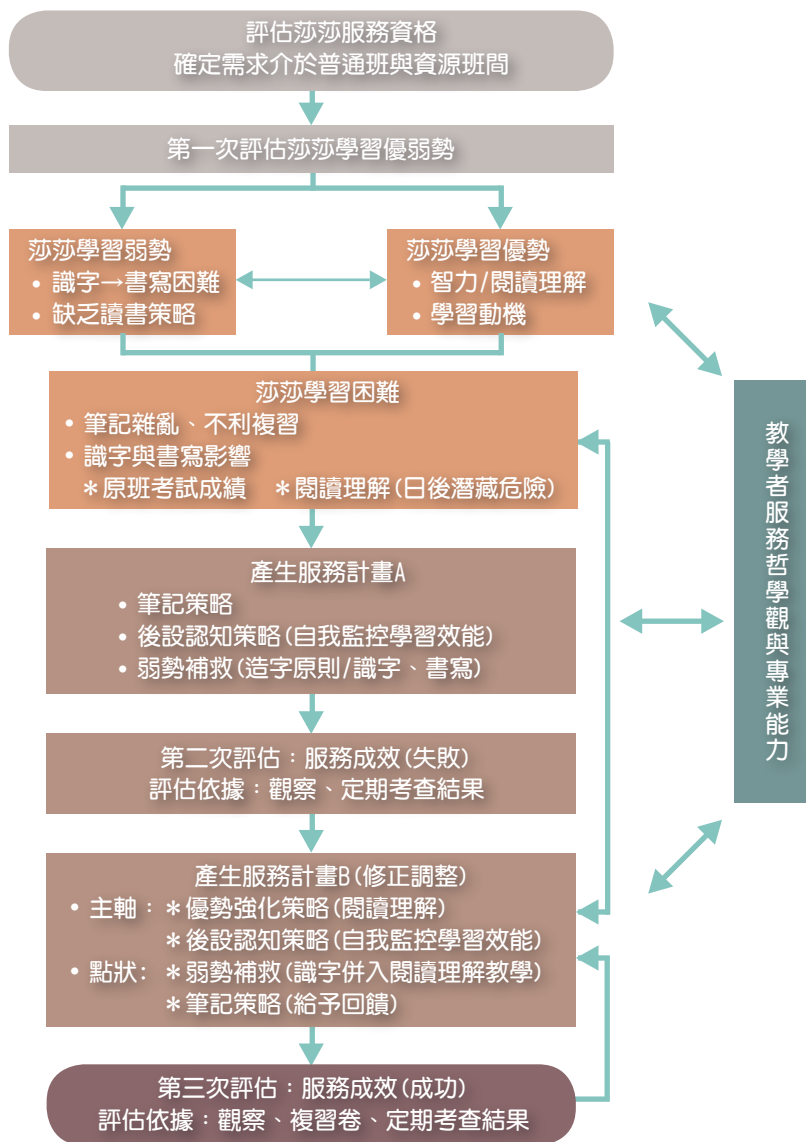 評估莎莎服務資格
確定需求介於普通班與資源班間
第一次評估莎莎學習優弱勢
莎莎學習弱勢
• 識字→書寫困難
• 缺乏讀書策略
莎莎學習優勢
• 智力/閱讀理解
• 學習動機
莎莎學習困難
• 筆記雜亂、不利複習
• 識字與書寫影響
＊原班考試成績 ＊閱讀理解(日後潛藏危險)
產生服務計畫A
• 筆記策略
• 後設認知策略(自我監控學習效能)
• 弱勢補救(造字原則/識字、書寫)
第二次評估：服務成效(失敗)
評估依據：觀察、定期考查結果
產生服務計畫B(修正調整)
• 主軸：＊優勢強化策略(閱讀理解)
＊後設認知策略(自我監控學習效能)
• 點狀：＊弱勢補救(識字併入閱讀理解教學)
＊筆記策略(給予回饋)
第三次評估：服務成效(成功)
評估依據：觀察、複習卷、定期考查結果
教學者服務哲學觀與專業能力